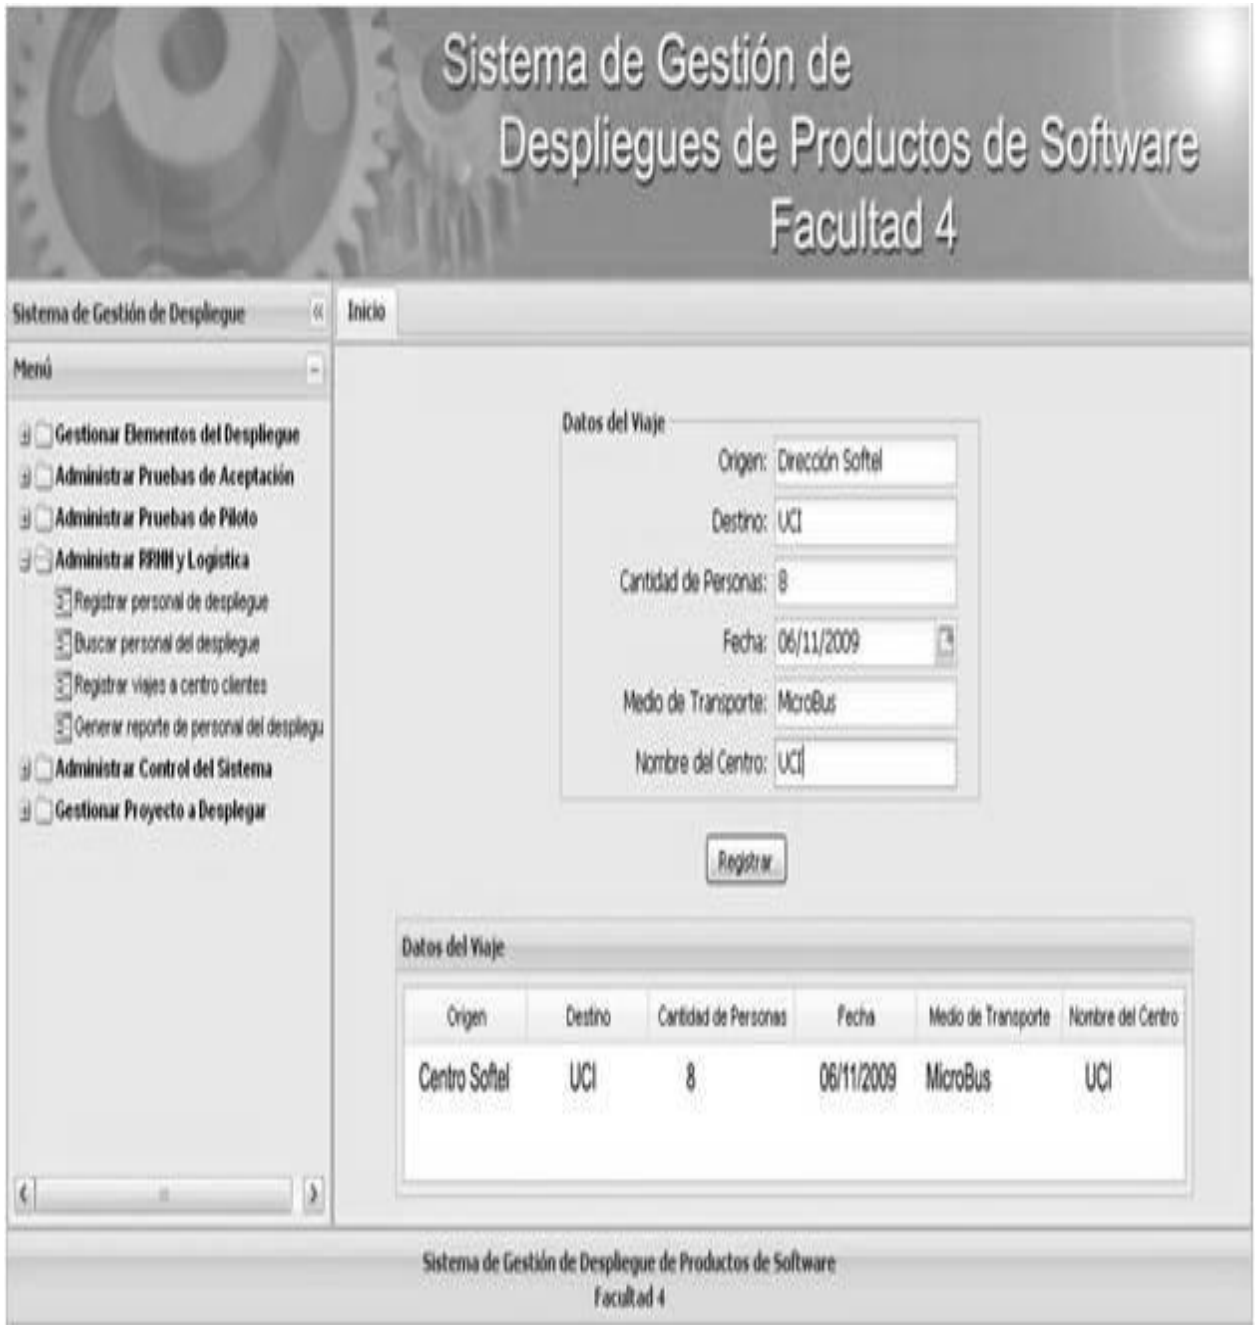 Sistema de Gestión de
Despliegues de Productos de Software
Facultad 4
Sistema de Gestión de Despliegue
Menú
Gestionar Elementos del Despliegue
Administrar Pruebas de Aceptación
Administrar Pruebas de Piloto
Administrar RRHH y Logística
Registrar personal de despliegue
Buscar personal del despliegue
Registrar viajes a centro clientes
Generar reporte de personal del desplegu
Administrar Control del Sistema
Gestionar Proyecto a Desplegar
Inicio
Datos del Viaje
Origen: Dirección Softel
Destino: UCI
Cantidad de Personas: 8
Fecha: 06/11/2009
Medio de Transporte: MicroBus
Nombre del Centro: UCI
Registrar
Datos del Viaje
Origen Destino Cantidad de Personas Fecha Medio de Transporte Nombre del Centro
Centro Softel UCI 8 06/11/2009 MicroBus UCI
Sistema de Gestión de Despliegue de Productos de Software
Facultad 4